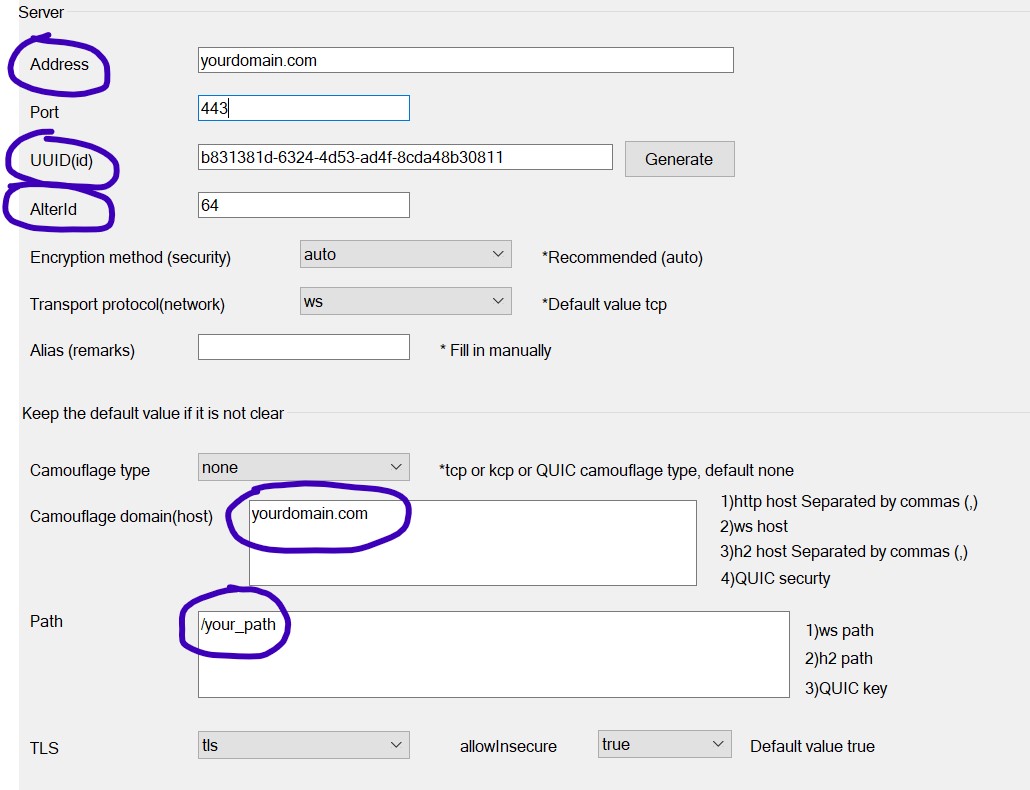 Server
Address yourdomain.com
Port 443
UUID(id) b831381d-6324-4d53-ad4f-8cda48b30811 Generate
AlterId 64
Encryption method (security) auto *Recommended (auto)
Transport protocol(network) ws *Default value tcp
Alias (remarks) * Fill in manually
Keep the default value if it is not clear
Camouflage type none *tcp or kcp or QUIC camouflage type, default none
Camouflage domain(host) yourdomain.com
1)http host Separated by commas (,)
2)ws host
3)h2 host Separated by commas (,)
4)QUIC securty
Path /your_path
1)ws path
2)h2 path
3)QUIC key
TLS tls allowInsecure true Default value true